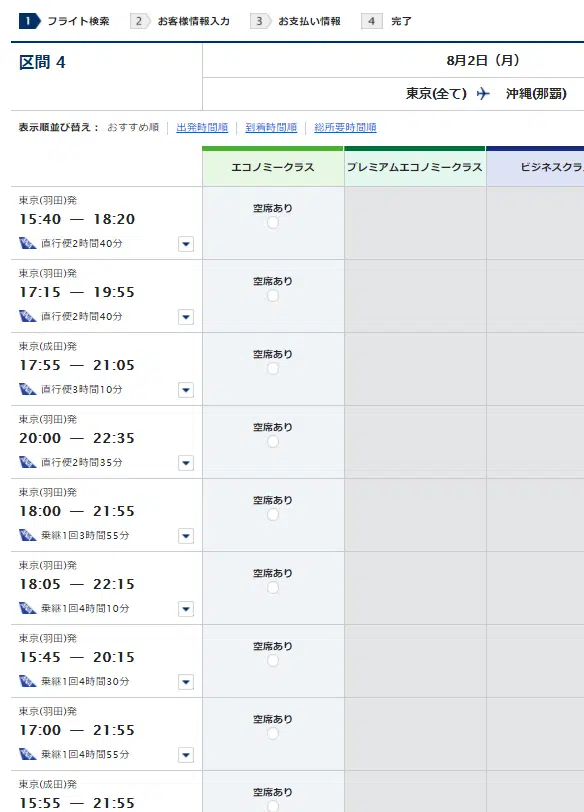 1 フライト検索 2 お客様情報入力 3 お支払い情報 4 完了
区間 4
8月2日（月）
東京(全て) 沖縄(那覇)
表示順並び替え： おすすめ順 出発時間順 到着時間順 総所要時間順
エコノミークラス プレミアムエコノミークラス ビジネスクラ
東京(羽田)発
15:40 — 18:20
直行便2時間40分
空席あり
東京(羽田)発
17:15 — 19:55
直行便2時間40分
空席あり
東京(成田)発
17:55 — 21:05
直行便3時間10分
空席あり
東京(羽田)発
20:00 — 22:35
直行便2時間35分
空席あり
東京(羽田)発
18:00 — 21:55
乗継1回3時間55分
空席あり
東京(羽田)発
18:05 — 22:15
乗継1回4時間10分
空席あり
東京(羽田)発
15:45 — 20:15
乗継1回4時間30分
空席あり
東京(羽田)発
17:00 — 21:55
乗継1回4時間55分
空席あり
東京(成田)発
15:55 — 21:55
空席あり